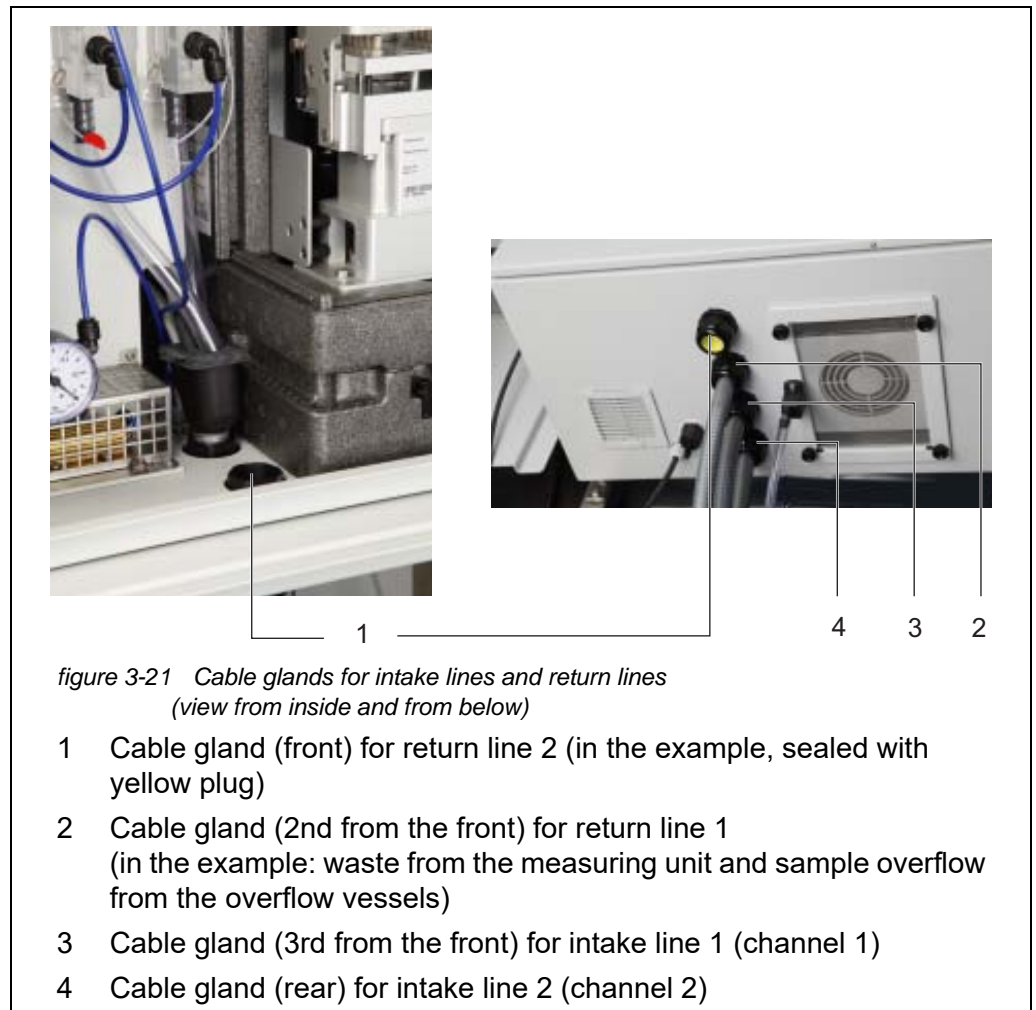 1
4
3
2
figure 3-21 Cable glands for intake lines and return lines
(view from inside and from below)
1 Cable gland (front) for return line 2 (in the example, sealed with
yellow plug)
2 Cable gland (2nd from the front) for return line 1
(in the example: waste from the measuring unit and sample overflow
from the overflow vessels)
3 Cable gland (3rd from the front) for intake line 1 (channel 1)
4 Cable gland (rear) for intake line 2 (channel 2)